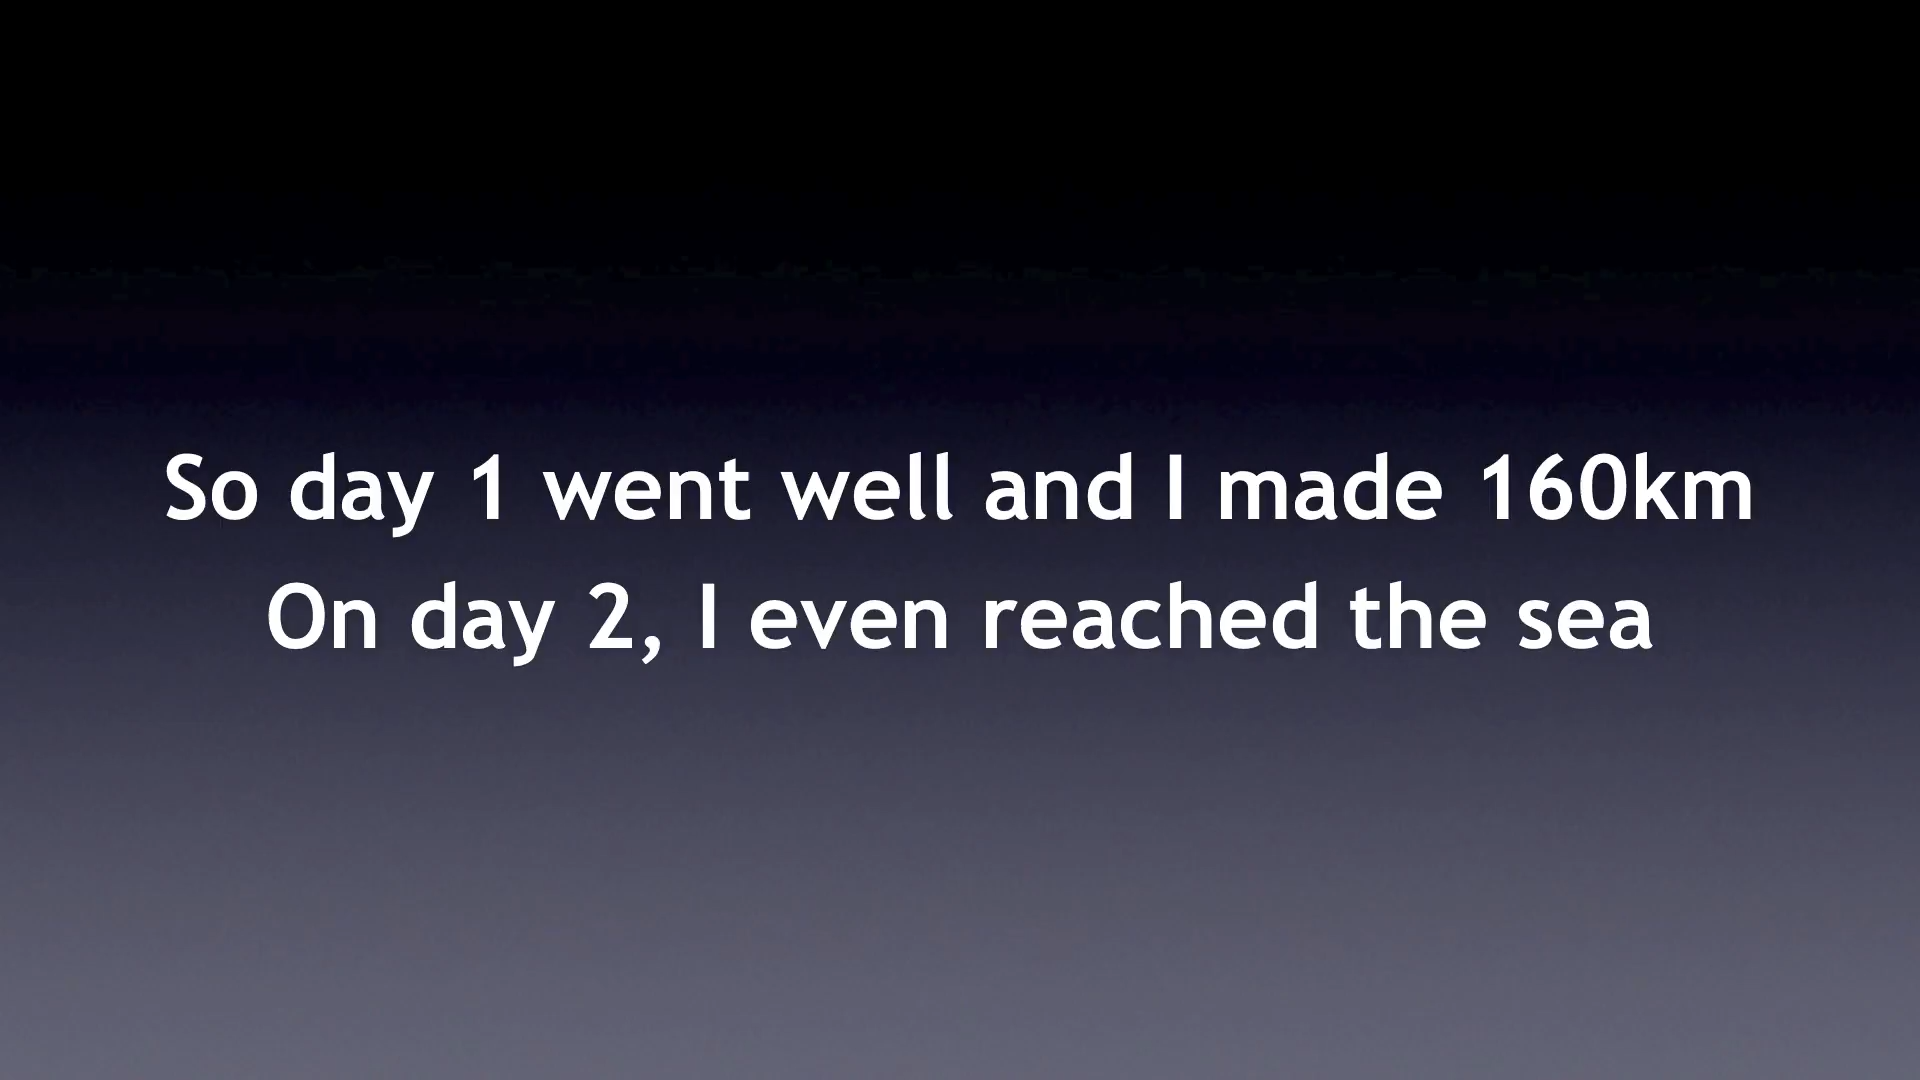 So day 1 went well and I made 160km
On day 2, I even reached the sea